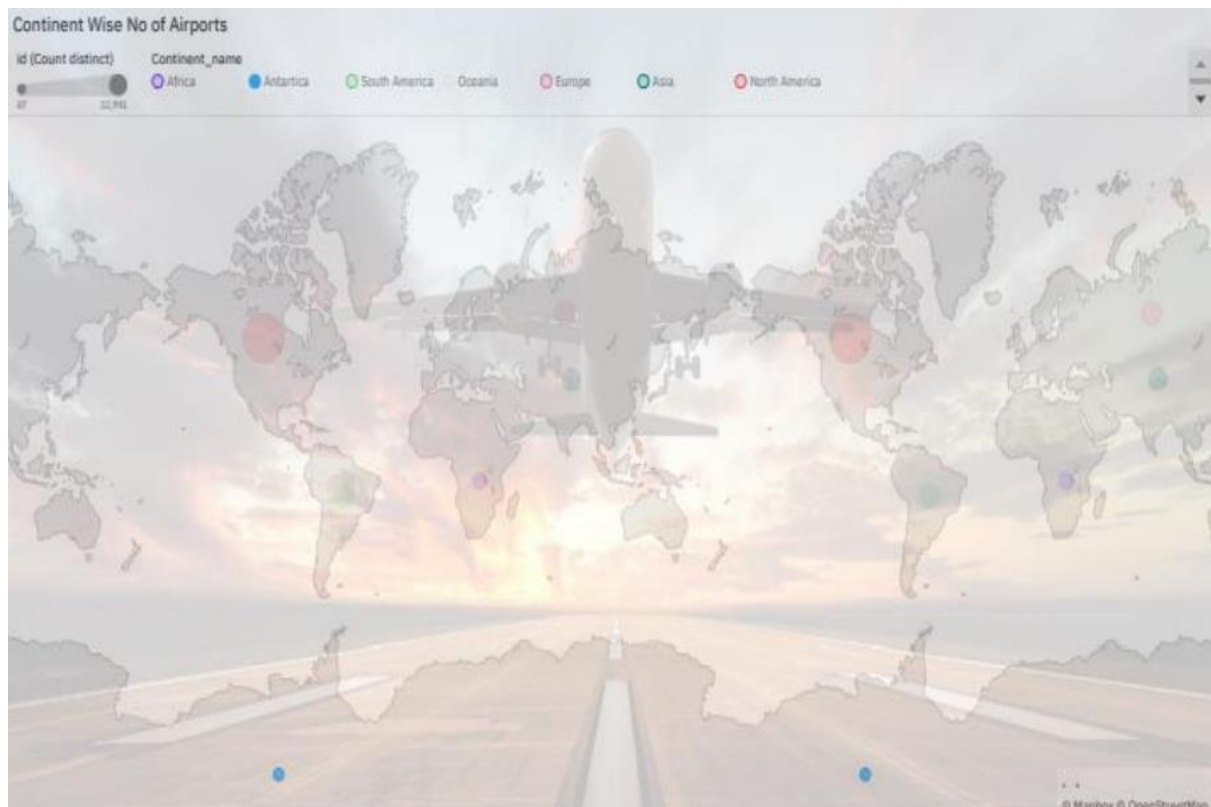 Continent Wise No of Airports
id (Count distinct) Continent_name
Africa Antartica South America Oceania Europe Asia North America
© Mapbox © OpenStreetMap